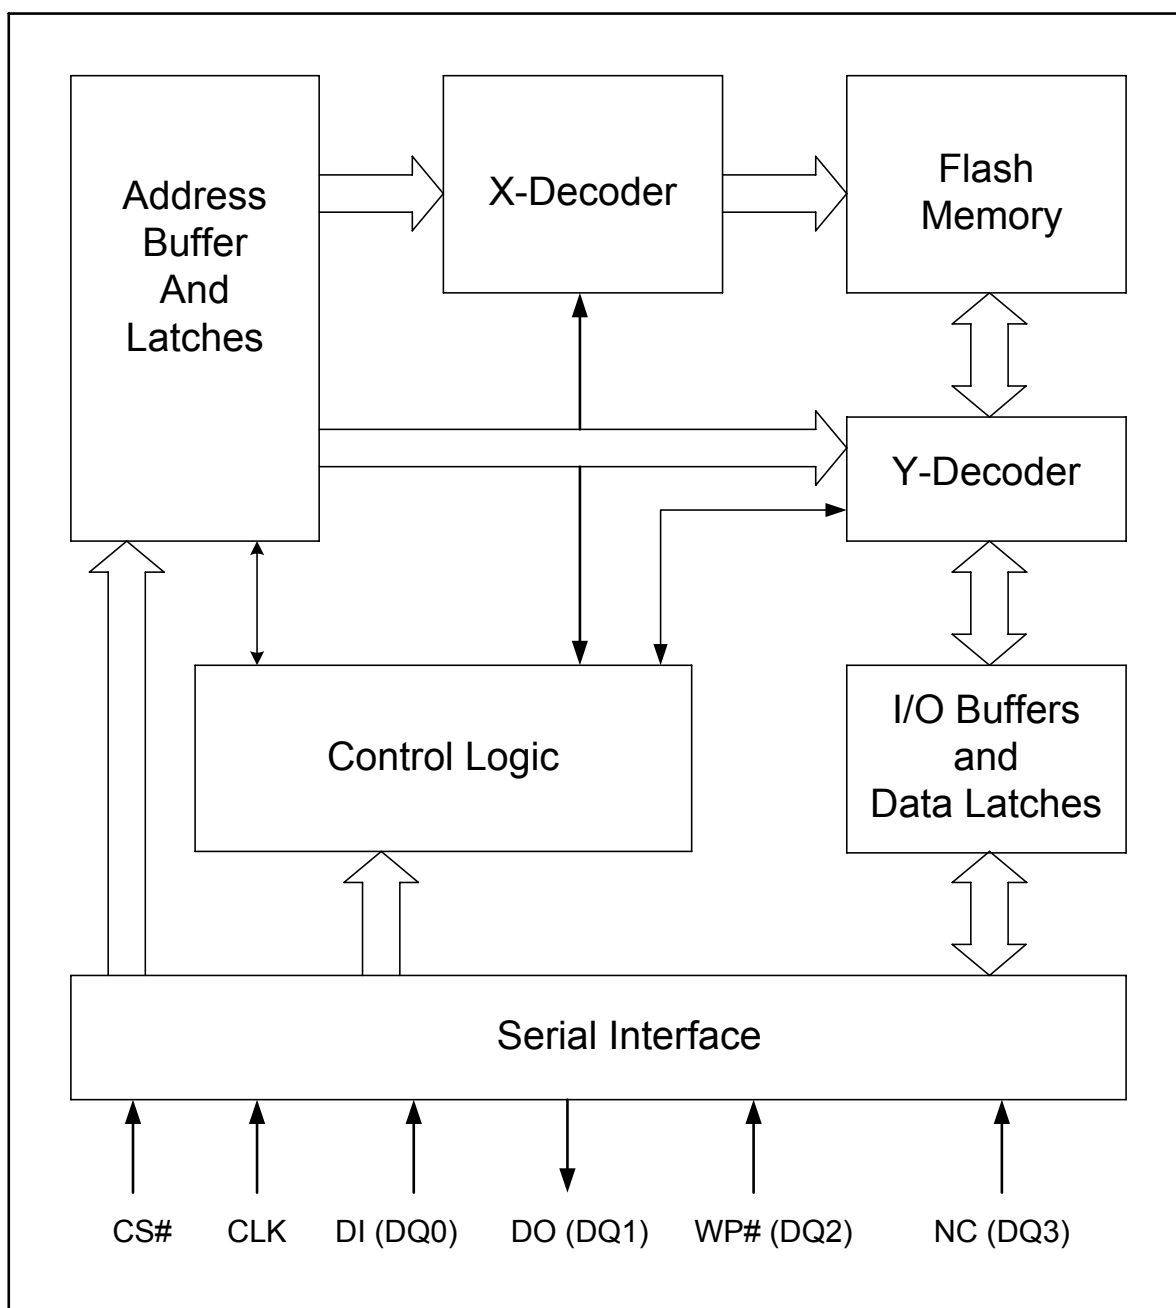 Address
Buffer
And
Latches
X-Decoder
Flash
Memory
Y-Decoder
Control Logic
I/O Buffers
and
Data Latches
Serial Interface
CS#
CLK
DI (DQ0)
DO (DQ1)
WP# (DQ2)
NC (DQ3)